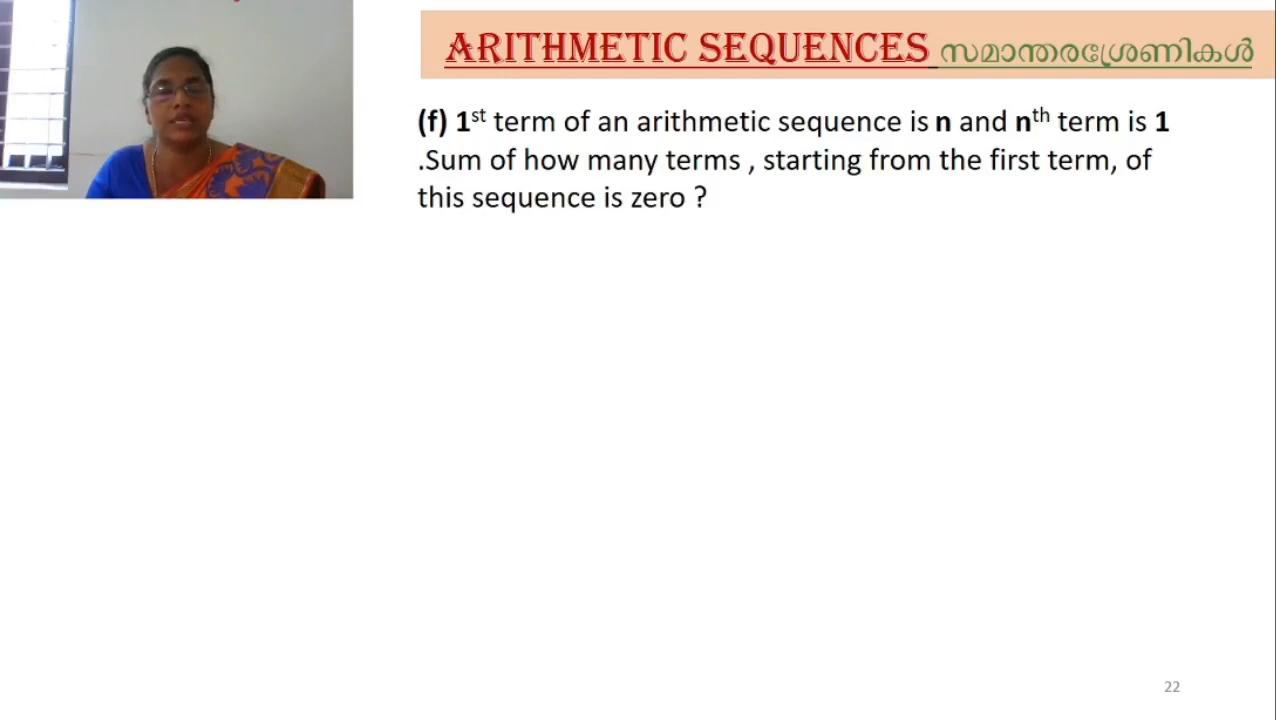 ARITHMETIC SEQUENCES സമാന്തരശ്രേണികൾ
(f) 1st term of an arithmetic sequence is n and nth term is 1
.Sum of how many terms , starting from the first term, of
this sequence is zero ?
22